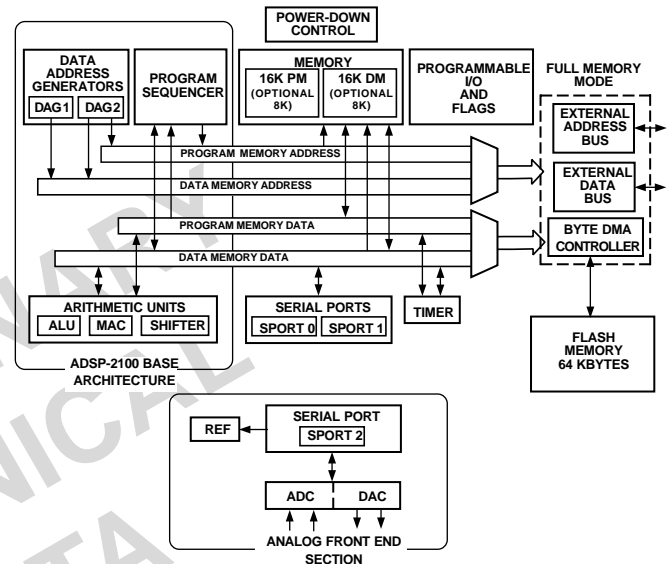 POWER-DOWN
CONTROL
DATA
ADDRESS
GENERATORS
DAG1
DAG2
PROGRAM
SEQUENCER
MEMORY
16K PM
(OPTIONAL
8K)
16K DM
(OPTIONAL
8K)
PROGRAMMABLE
I/O
AND
FLAGS
FULL MEMORY
MODE
EXTERNAL
ADDRESS
BUS
EXTERNAL
DATA
BUS
BYTE DMA
CONTROLLER
PROGRAM MEMORY ADDRESS
DATA MEMORY ADDRESS
PROGRAM MEMORY DATA
DATA MEMORY DATA
ARITHMETIC UNITS
ALU
MAC
SHIFTER
SERIAL PORTS
SPORT 0
SPORT 1
TIMER
FLASH
MEMORY
64 KBYTES
ADSP-2100 BASE
ARCHITECTURE
SERIAL PORT
SPORT 2
REF
ADC
DAC
ANALOG FRONT END
SECTION